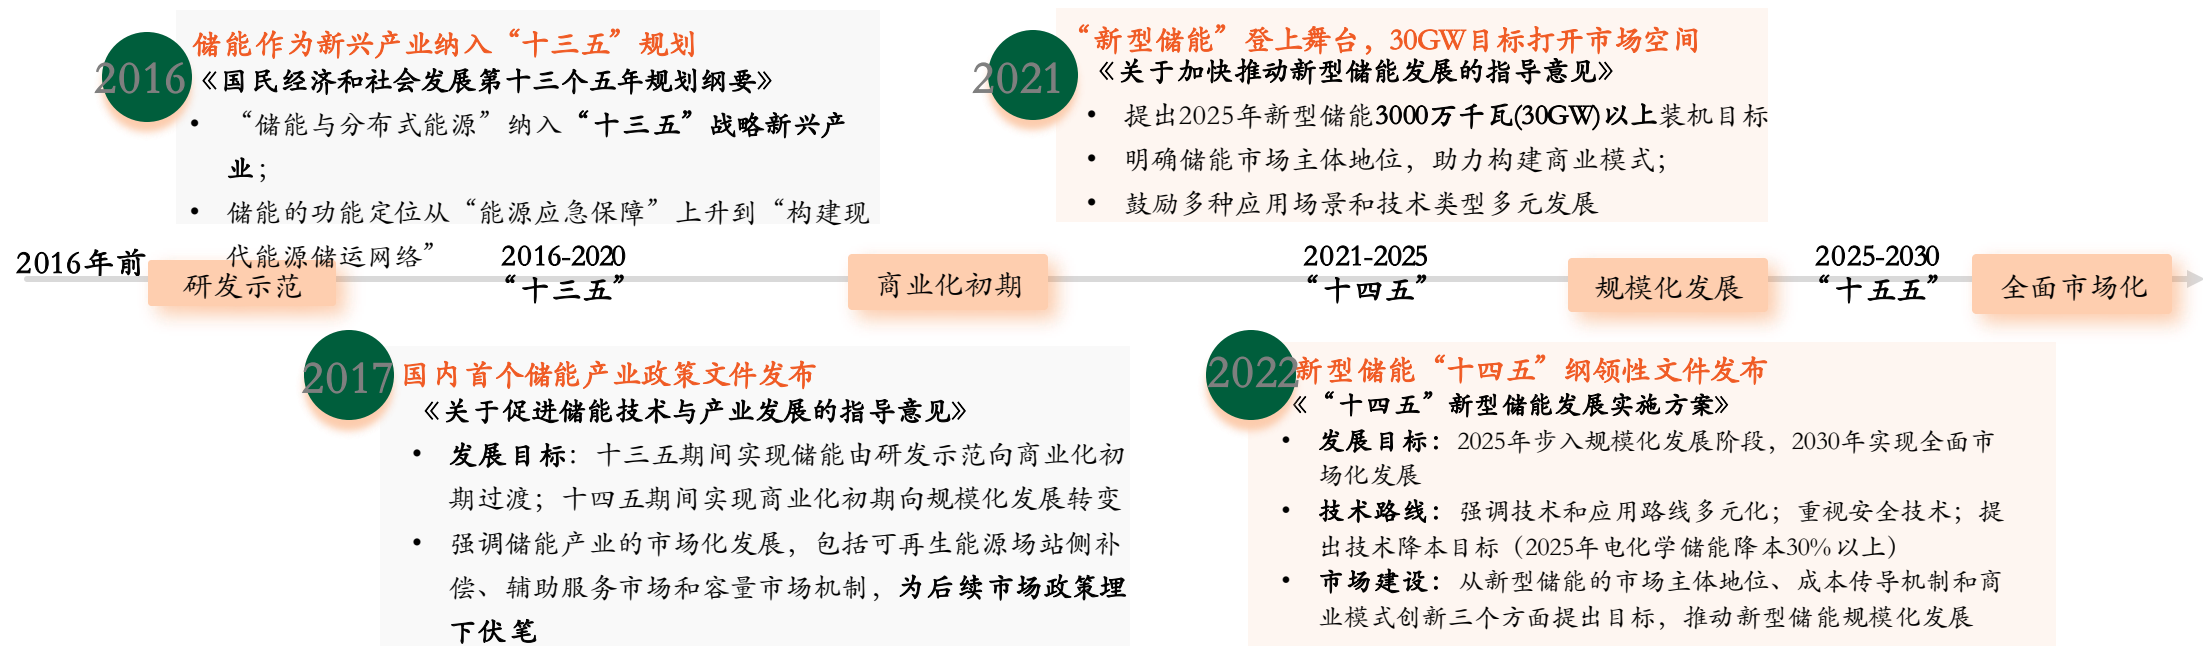 2016
储能作为新兴产业纳入“十三五”规划
《国民经济和社会发展第十三个五年规划纲要》
• “储能与分布式能源”纳入“十三五”战略新兴产
业；
• 储能的功能定位从“能源应急保障”上升到“构建现
代能源储运网络”
2021
“新型储能”登上舞台，30GW目标打开市场空间
《关于加快推动新型储能发展的指导意见》
• 提出2025年新型储能3000万千瓦(30GW)以上装机目标
• 明确储能市场主体地位，助力构建商业模式；
• 鼓励多种应用场景和技术类型多元发展
2016年前
研发示范
2016-2020
“十三五”
商业化初期
2021-2025
“十四五”
规模化发展
2025-2030
“十五五”
全面市场化
2017
国内首个储能产业政策文件发布
《关于促进储能技术与产业发展的指导意见》
• 发展目标：十三五期间实现储能由研发示范向商业化初
期过渡；十四五期间实现商业化初期向规模化发展转变
• 强调储能产业的市场化发展，包括可再生能源场站侧补
偿、辅助服务市场和容量市场机制，为后续市场政策埋
下伏笔
2022
新型储能“十四五”纲领性文件发布
《“十四五”新型储能发展实施方案》
• 发展目标：2025年步入规模化发展阶段，2030年实现全面市
场化发展
• 技术路线：强调技术和应用路线多元化；重视安全技术；提
出技术降本目标（2025年电化学储能降本30%以上）
• 市场建设：从新型储能的市场主体地位、成本传导机制和商
业模式创新三个方面提出目标，推动新型储能规模化发展